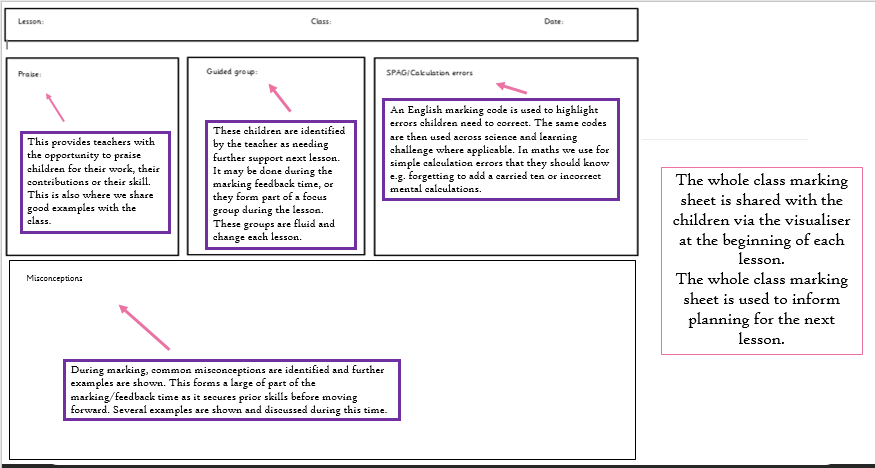 Lesson:
Class:
Date:
Praise:
This provides teachers with
the opportunity to praise
children for their work, their
contributions or their skill.
This is also where we share
good examples with the
class.
Guided group:
These children are identified
by the teacher as needing
further support next lesson.
It may be done during the
marking feedback time, or
they form part of a focus
group during the lesson.
These groups are fluid and
change each lesson.
SPAG/Calculation errors
An English marking code is used to highlight
errors children need to correct. The same codes
are then used across science and learning
challenge where applicable. In maths we use for
simple calculation errors that they should know
e.g. forgetting to add a carried ten or incorrect
mental calculations.
Misconceptions
During marking, common misconceptions are identified and further
examples are shown. This forms a large of part of the
marking/feedback time as it secures prior skills before moving
forward. Several examples are shown and discussed during this time.
The whole class marking
sheet is shared with the
children via the visualiser
at the beginning of each
lesson.
The whole class marking
sheet is used to inform
planning for the next
lesson.